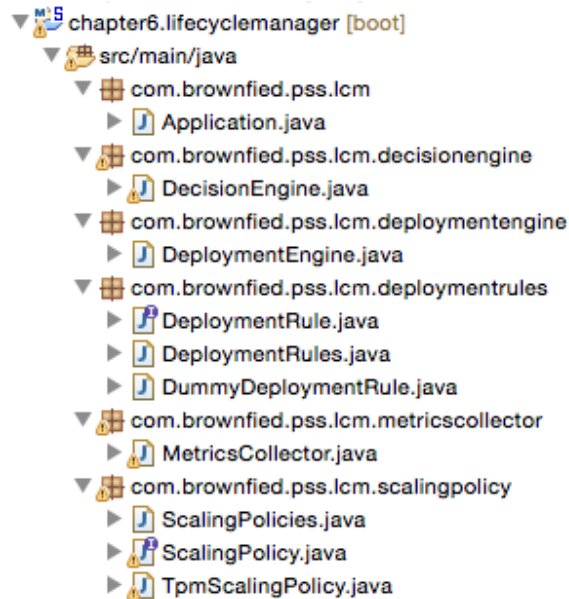 chapter6.lifecyclemanager [boot]
src/main/java
com.brownfied.pss.lcm
Application.java
com.brownfied.pss.lcm.decisionengine
DecisionEngine.java
com.brownfied.pss.lcm.deploymentengine
DeploymentEngine.java
com.brownfied.pss.lcm.deploymentrules
DeploymentRule.java
DeploymentRules.java
DummyDeploymentRule.java
com.brownfied.pss.lcm.metricscollector
MetricsCollector.java
com.brownfied.pss.lcm.scalingpolicy
ScalingPolicies.java
ScalingPolicy.java
TpmScalingPolicy.java